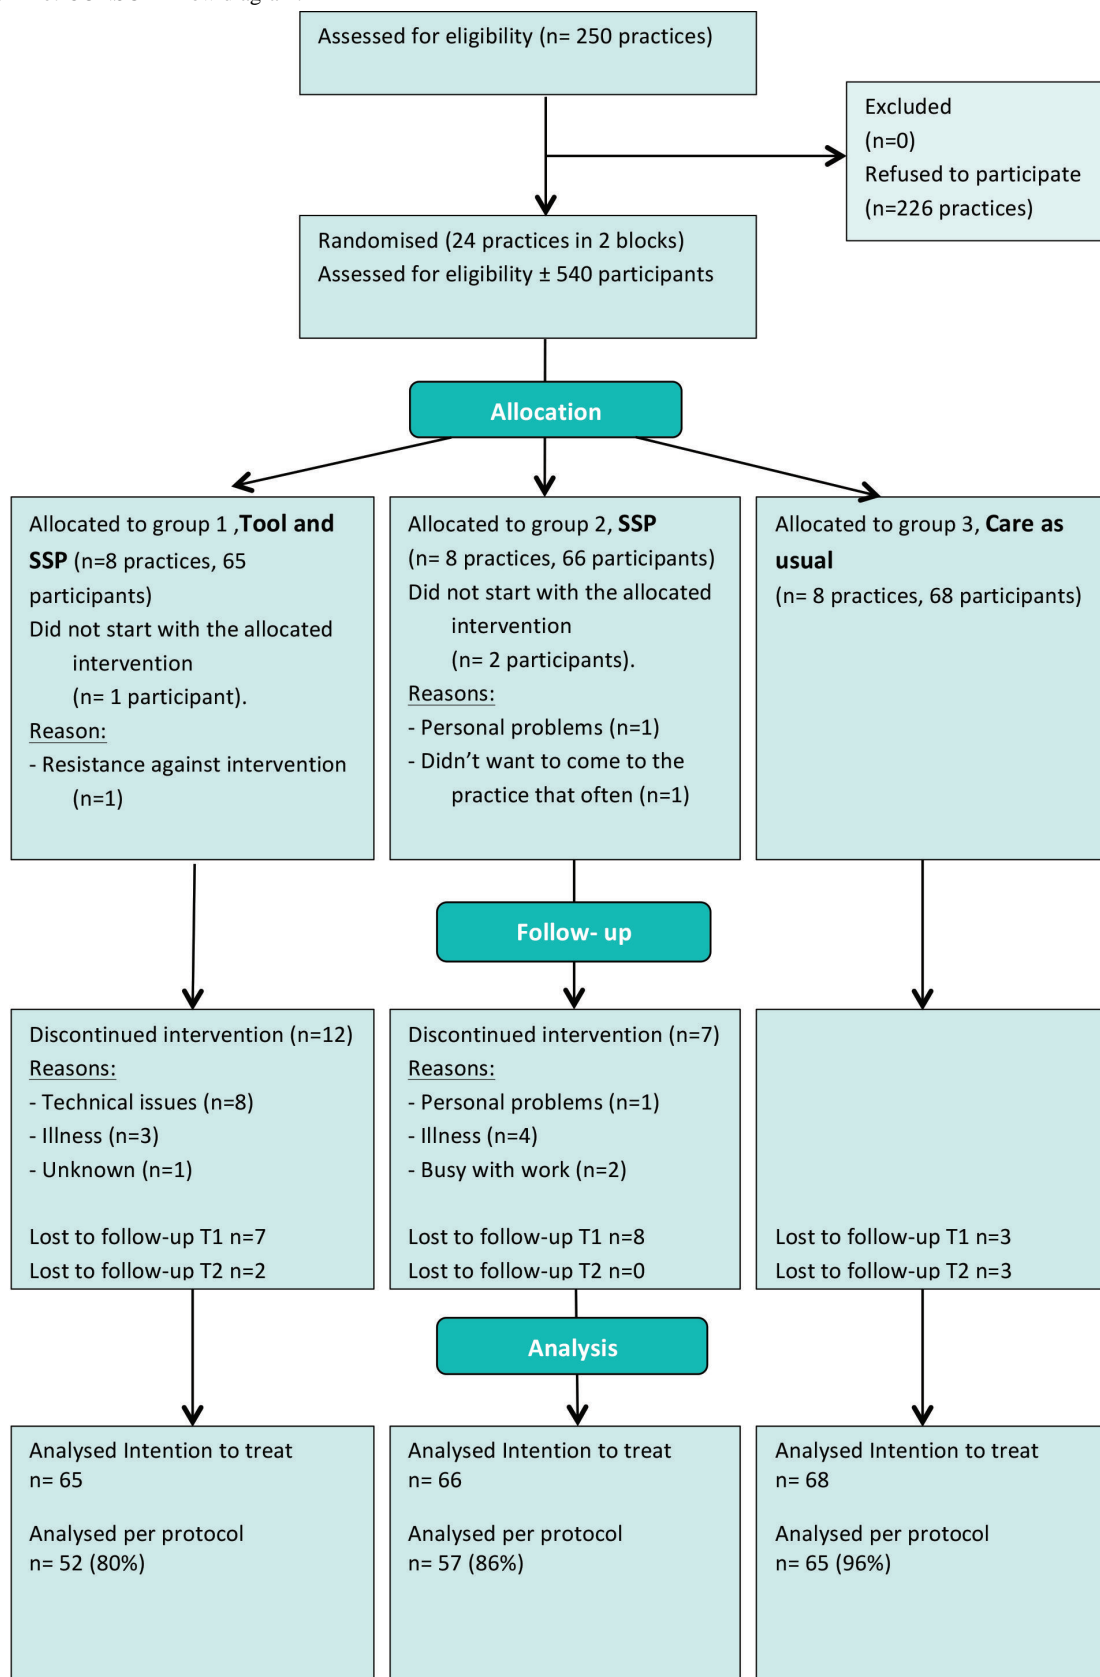 Assessed for eligibility (n= 250 practices)
Excluded
(n=0)
Refused to participate
(n=226 practices)
Randomised (24 practices in 2 blocks)
Assessed for eligibility ± 540 participants
Allocation
Allocated to group 1 ,Tool and
SSP (n=8 practices, 65
participants)
Did not start with the allocated
intervention
(n= 1 participant).
Reason:
- Resistance against intervention
(n=1)
Allocated to group 2, SSP
(n= 8 practices, 66 participants)
Did not start with the allocated
intervention
(n= 2 participants).
Reasons:
- Personal problems (n=1)
- Didn’t want to come to the
practice that often (n=1)
Allocated to group 3, Care as
usual
(n= 8 practices, 68 participants)
Follow- up
Discontinued intervention (n=12)
Reasons:
- Technical issues (n=8)
- Illness (n=3)
- Unknown (n=1)
Lost to follow-up T1 n=7
Lost to follow-up T2 n=2
Discontinued intervention (n=7)
Reasons:
- Personal problems (n=1)
- Illness (n=4)
- Busy with work (n=2)
Lost to follow-up T1 n=8
Lost to follow-up T2 n=0
Lost to follow-up T1 n=3
Lost to follow-up T2 n=3
Analysis
Analysed Intention to treat
n= 65
Analysed per protocol
n= 52 (80%)
Analysed Intention to treat
n= 66
Analysed per protocol
n= 57 (86%)
Analysed Intention to treat
n= 68
Analysed per protocol
n= 65 (96%)